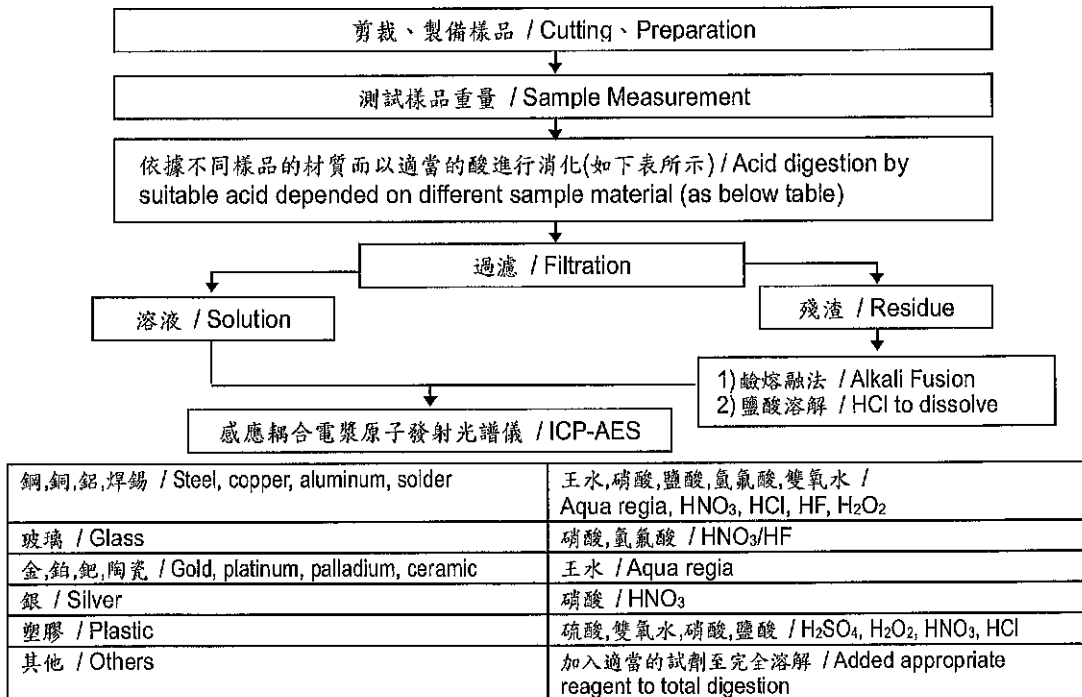 剪裁、製備樣品 / Cutting、Preparation
測試樣品重量 / Sample Measurement
依據不同樣品的材質而以適當的酸進行消化(如下表所示) / Acid digestion by
suitable acid depended on different sample material (as below table)
過濾 / Filtration
溶液 / Solution
殘渣 / Residue
1)鹼熔融法 / Alkali Fusion
2)鹽酸溶解 / HCl to dissolve
感應耦合電漿原子發射光譜儀 / ICP-AES
鋼,銅,鋁,焊錫 / Steel, copper, aluminum, solder
王水,硝酸,鹽酸,氫氟酸,雙氧水 /
Aqua regia, HNO₃, HCl, HF, H₂O₂
玻璃 / Glass
硝酸,氫氟酸 / HNO₃/HF
金,鉑,鈀,陶瓷 / Gold, platinum, palladium, ceramic
王水 / Aqua regia
銀 / Silver
硝酸 / HNO₃
塑膠 / Plastic
硫酸,雙氧水,硝酸,鹽酸 / H₂SO₄, H₂O₂, HNO₃, HCl
其他 / Others
加入適當的試劑至完全溶解 / Added appropriate
reagent to total digestion